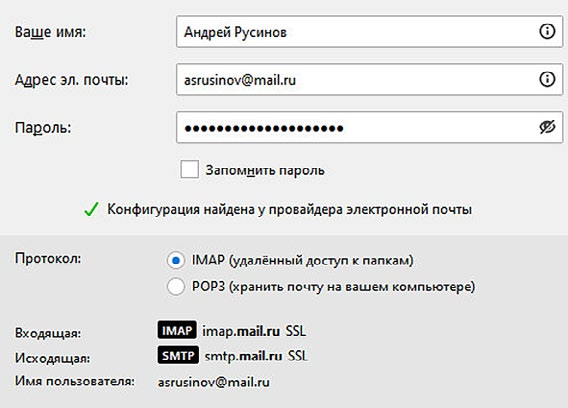 Ваше имя: Андрей Русинов
Адрес эл. почты: asrusinov@mail.ru
Пароль: ••••••••••••••••••••
Запомнить пароль
Конфигурация найдена у провайдера электронной почты
Протокол: IMAP (удалённый доступ к папкам)
POP3 (хранить почту на вашем компьютере)
Входящая: IMAP imap.mail.ru SSL
Исходящая: SMTP smtp.mail.ru SSL
Имя пользователя: asrusinov@mail.ru